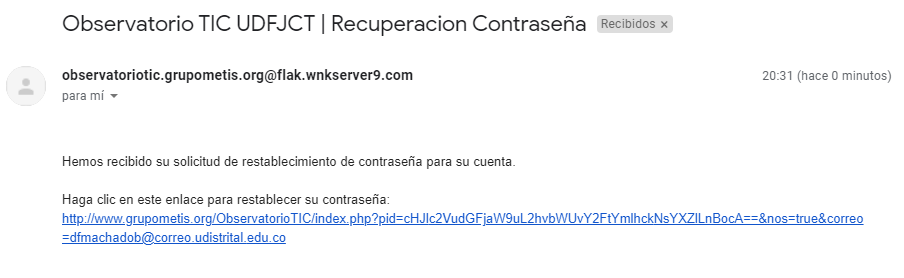 Observatorio TIC UDFJCT | Recuperacion Contraseña Recibidos ×
observatoriotic.grupometis.org@flak.wnkserver9.com 20:31 (hace 0 minutos)
para mí
Hemos recibido su solicitud de restablecimiento de contraseña para su cuenta.
Haga clic en este enlace para restablecer su contraseña:
http://www.grupometis.org/ObservatorioTIC/index.php?pid=cHJlc2VudGFjaW9uL2hvbWUvY2FtYmlhckNsYXZlLnBocA==&nos=true&correo
=dfmachadob@correo.udistrital.edu.co